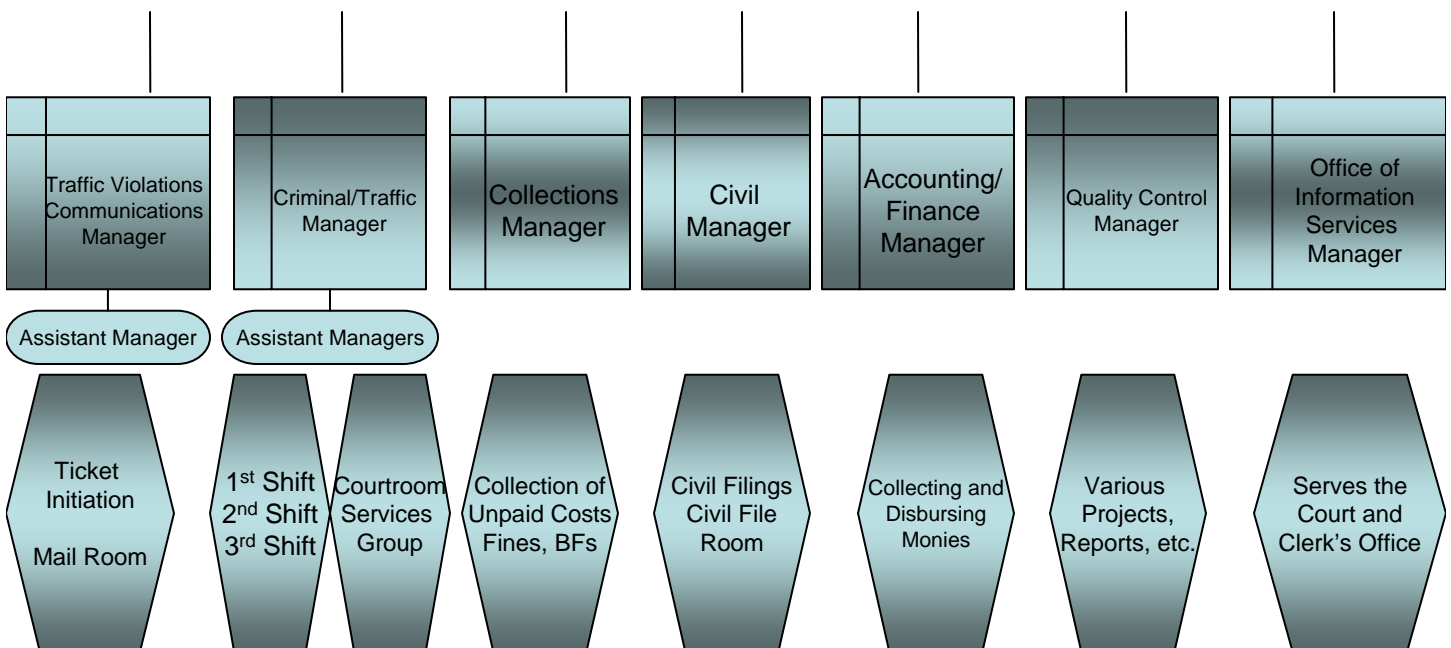 Traffic Violations
Communications
Manager
Criminal/Traffic
Manager
Collections
Manager
Civil
Manager
Accounting/
Finance
Manager
Quality Control
Manager
Office of
Information
Services
Manager
Assistant Manager
Assistant Managers
Ticket
Initiation
Mail Room
1st Shift
2nd Shift
3rd Shift
Courtroom
Services
Group
Collection of
Unpaid Costs
Fines, BFs
Civil Filings
Civil File
Room
Collecting and
Disbursing
Monies
Various
Projects,
Reports, etc.
Serves the
Court and
Clerk’s Office